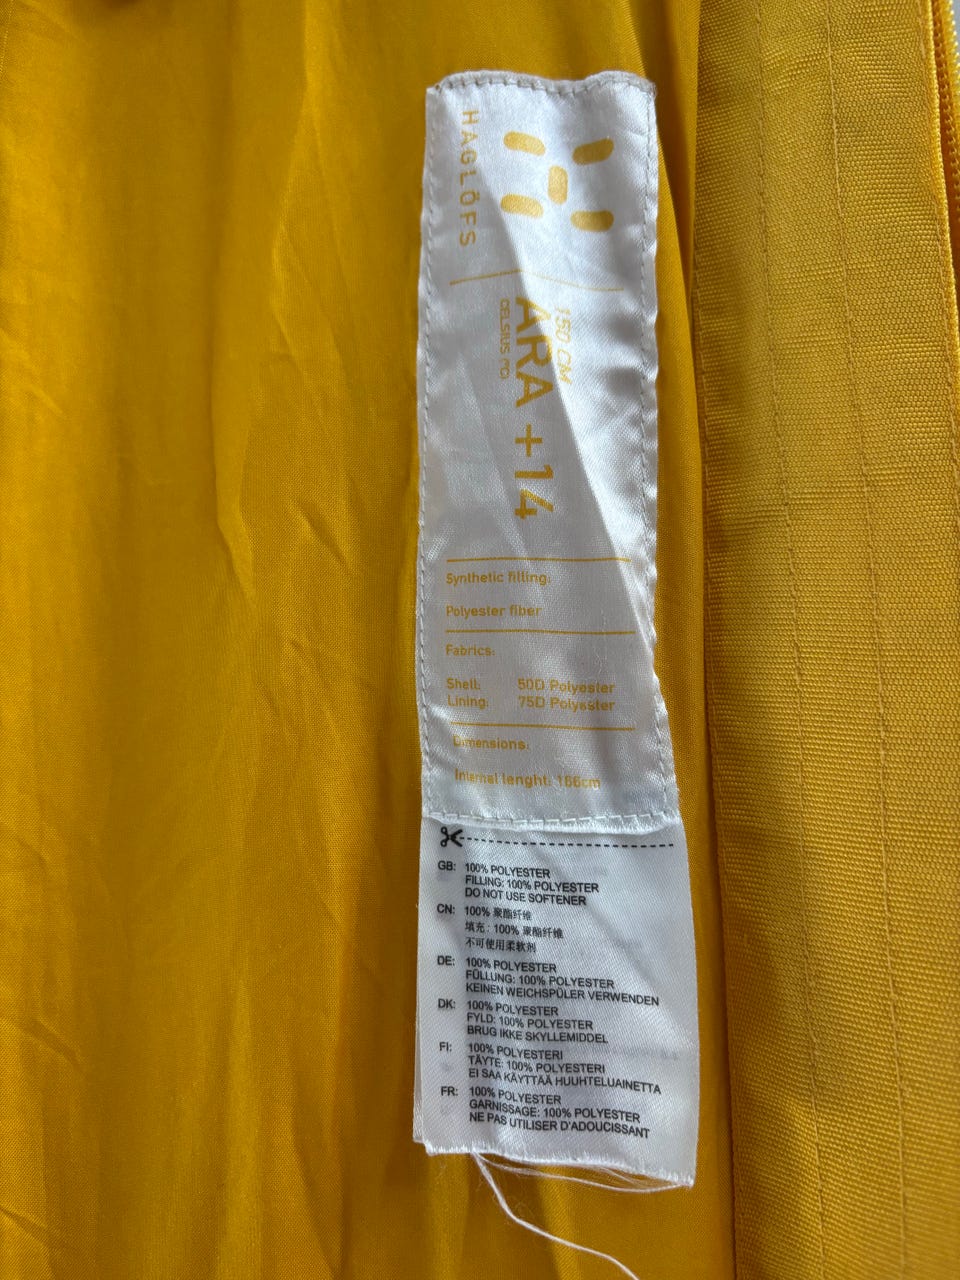 HAGLÖFS
150 CM
ARA +14
CELSIUS (°C)
Synthetic filling:
Polyester fiber
Fabrics:
Shell: 50D Polyester
Lining: 75D Polyester
Dimensions:
Internal lenght: 166cm
GB: 100% POLYESTER
FILLING: 100% POLYESTER
DO NOT USE SOFTENER
CN: 100% 聚酯纤维
填充: 100% 聚酯纤维
不可使用柔软剂
DE: 100% POLYESTER
FÜLLUNG: 100% POLYESTER
KEINEN WEICHSPÜLER VERWENDEN
DK: 100% POLYESTER
FYLD: 100% POLYESTER
BRUG IKKE SKYLLEMIDDEL
FI: 100% POLYESTERI
TÄYTE: 100% POLYESTERI
EI SAA KÄYTTÄÄ HUUHTELUAINETTA
FR: 100% POLYESTER
GARNISSAGE: 100% POLYESTER
NE PAS UTILISER D'ADOUCISSANT